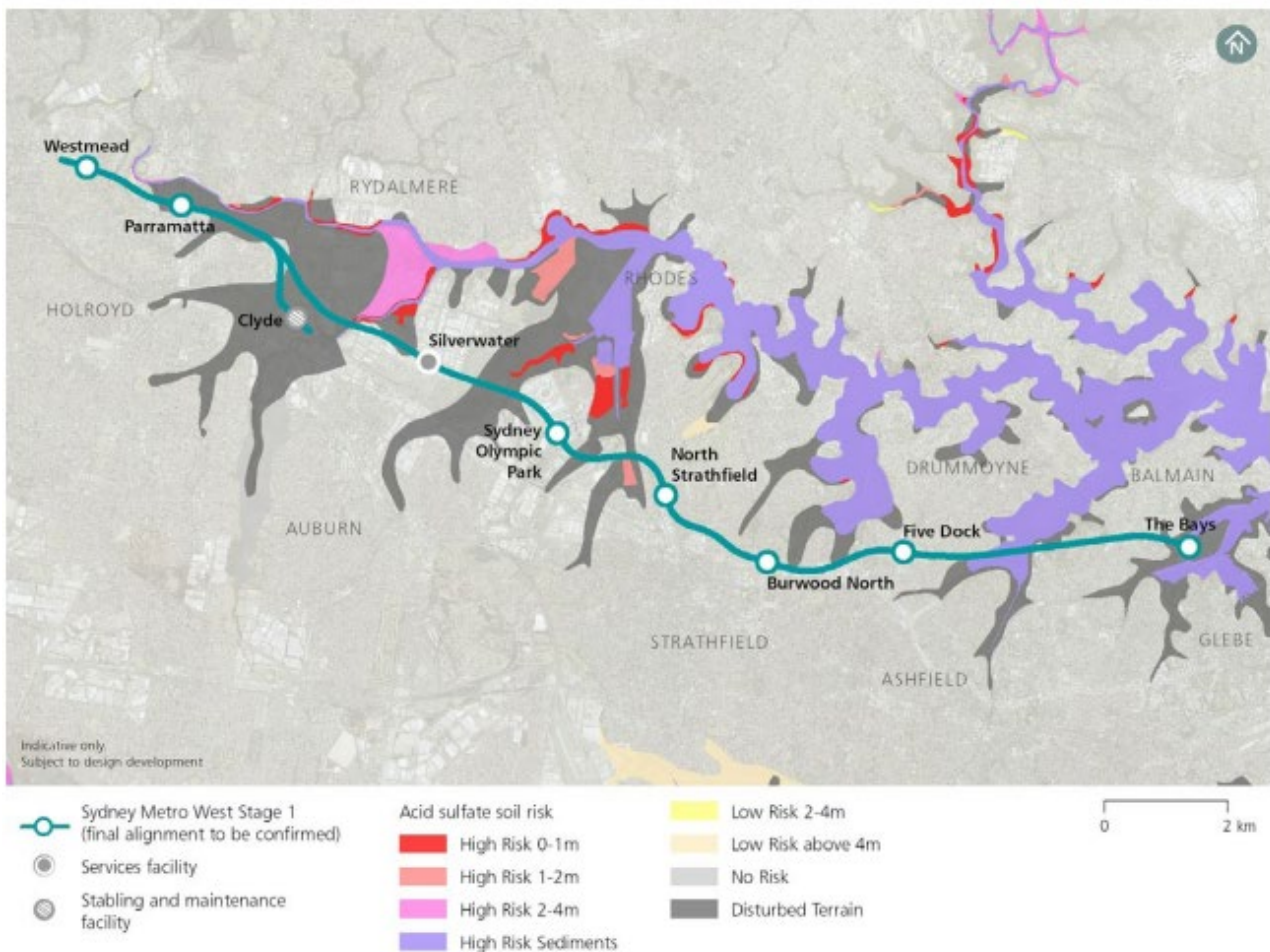 N
Westmead
RYDALMERE
Parramatta
RHODES
HOLROYD
Clyde
Silverwater
Sydney
Olympic
Park
North
Strathfield
DRUMMOYNE
BALMAIN
AUBURN
Five Dock
The Bays
Burwood North
STRATHFIELD
GLEBE
ASHFIELD
Indicative only.
Subject to design development
Sydney Metro West Stage 1
(final alignment to be confirmed)
Services facility
Stabling and maintenance
facility
Acid sulfate soil risk
High Risk 0-1m
High Risk 1-2m
High Risk 2-4m
High Risk Sediments
Low Risk 2-4m
Low Risk above 4m
No Risk
Disturbed Terrain
0 2 km